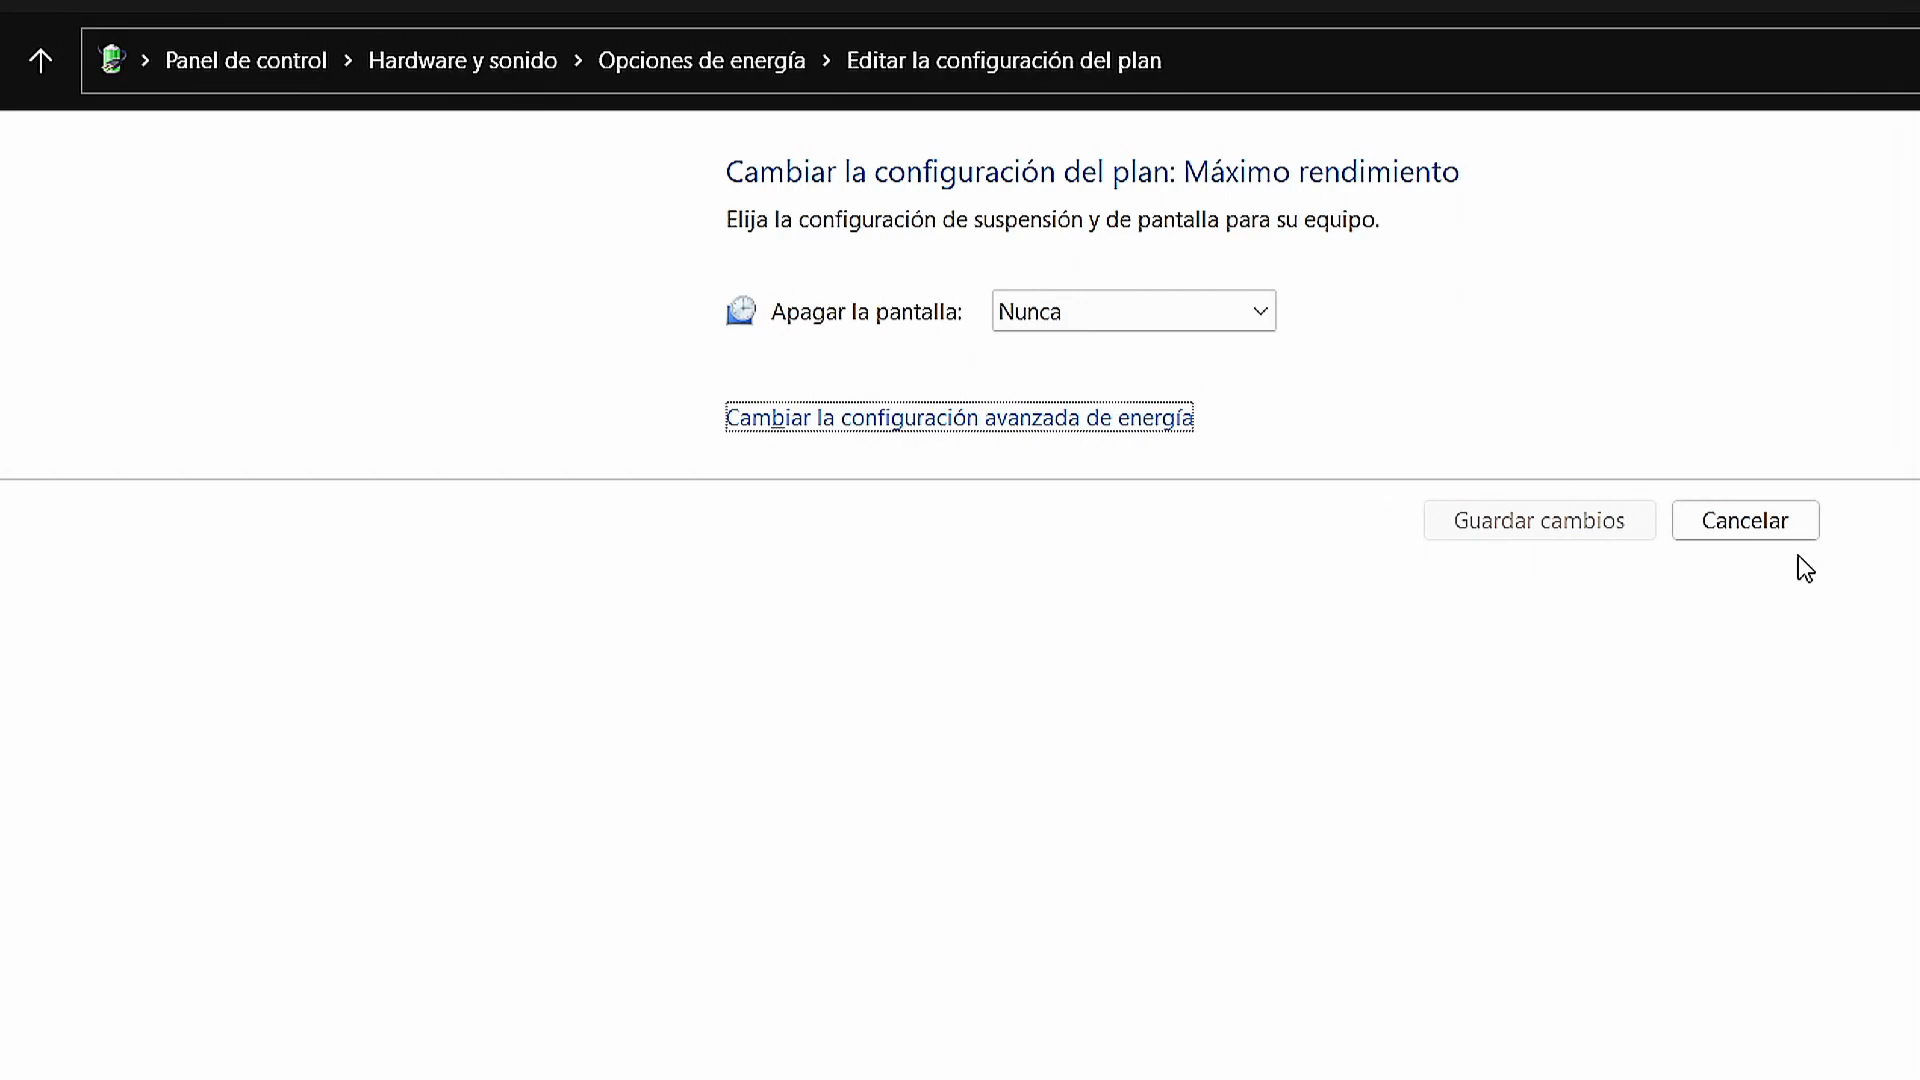 Panel de control > Hardware y sonido > Opciones de energía > Editar la configuración del plan
Cambiar la configuración del plan: Máximo rendimiento
Elija la configuración de suspensión y de pantalla para su equipo.
Apagar la pantalla: Nunca
Cambiar la configuración avanzada de energía
Guardar cambios Cancelar